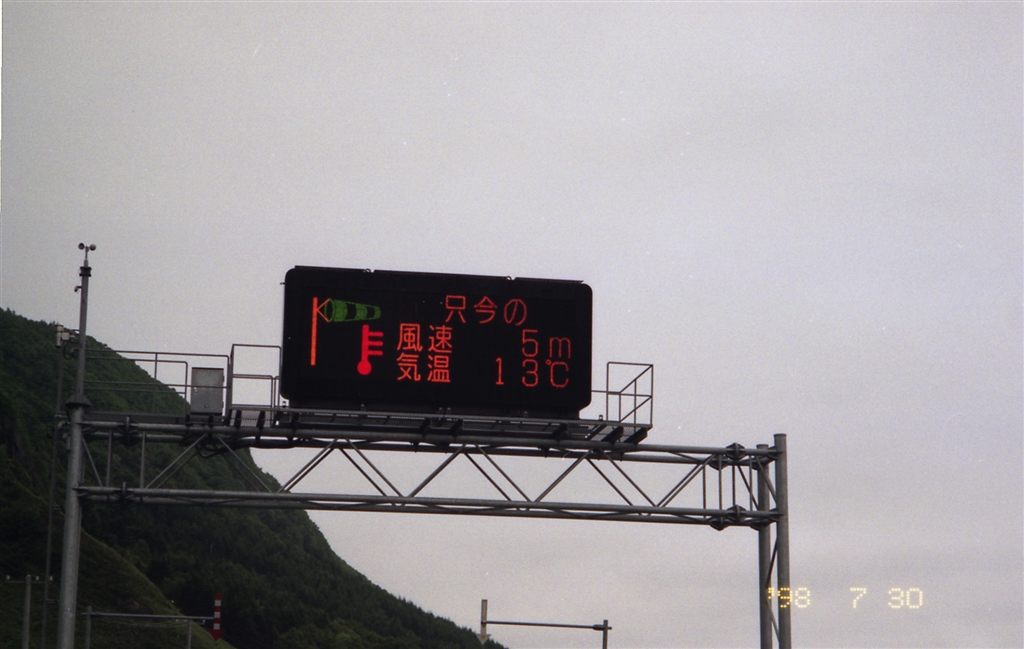 只今の
風速 5m
気温 13℃
'98 7 30